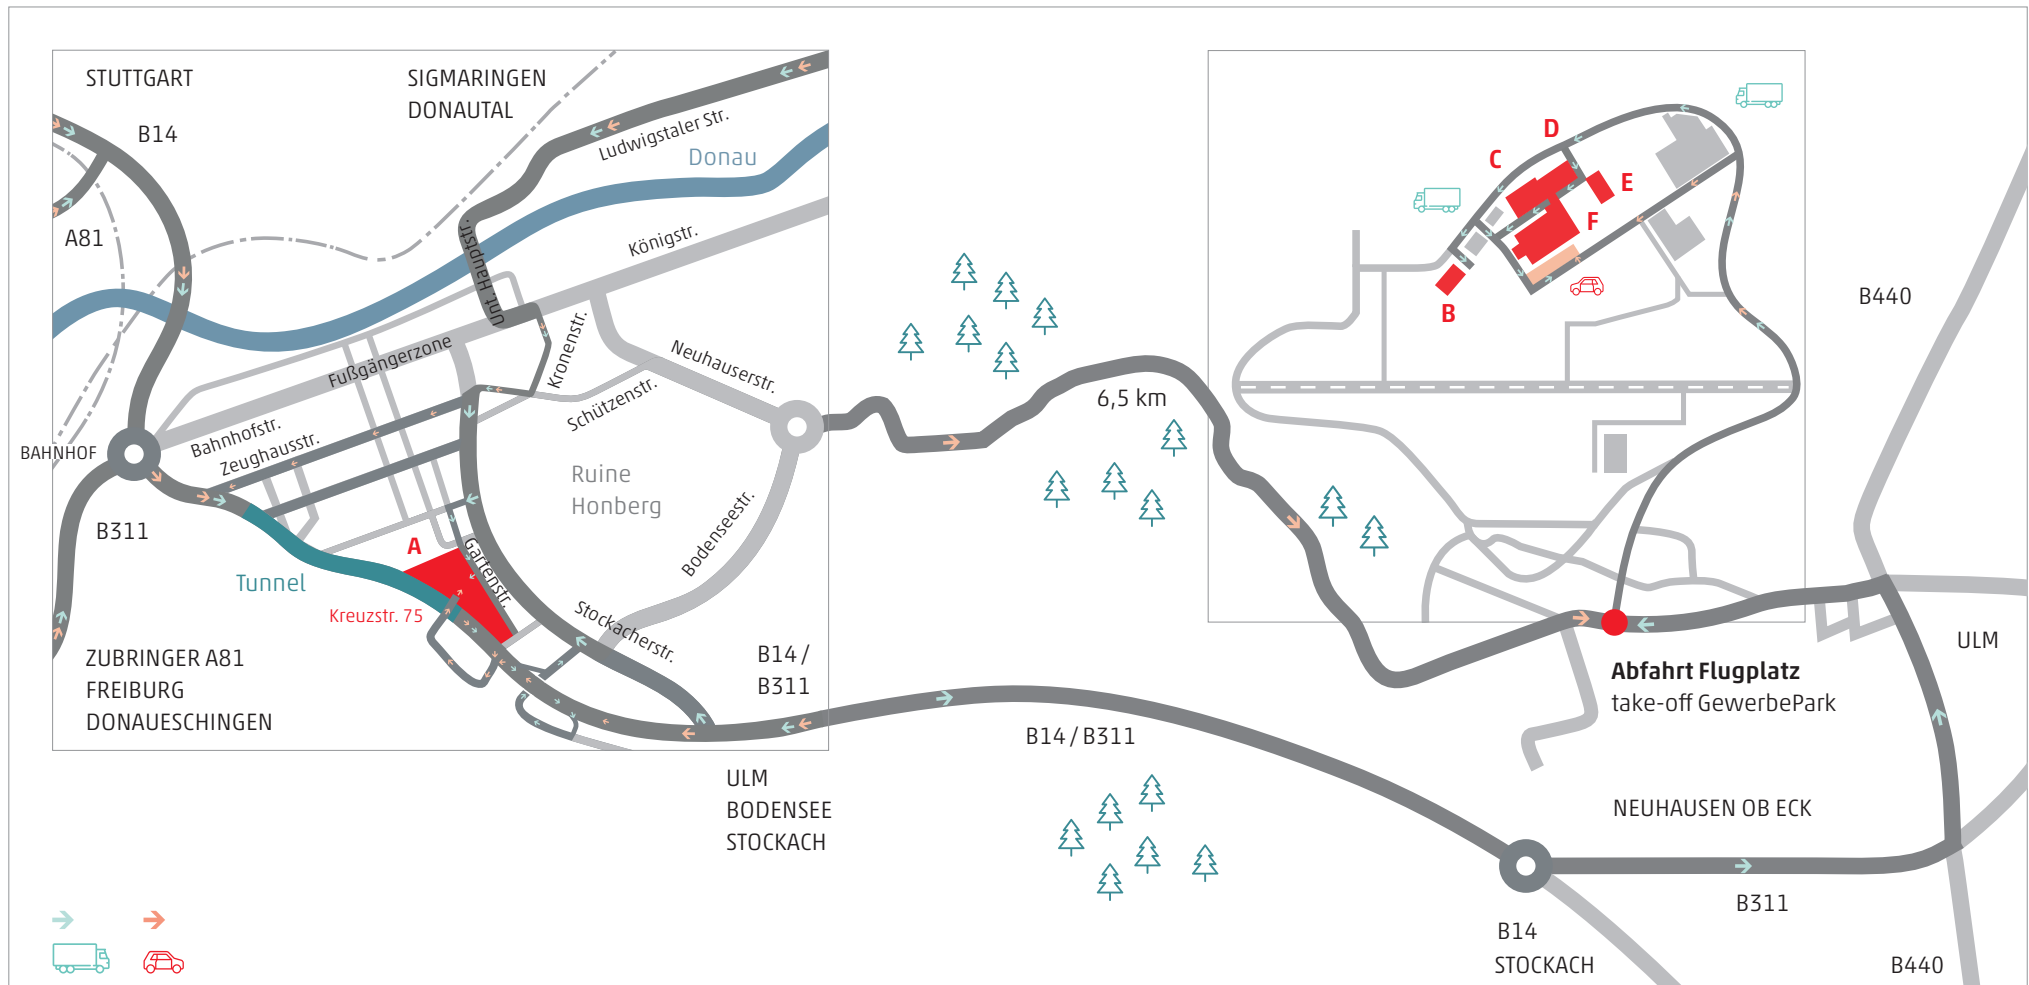 STUTTGART
B14
SIGMARINGEN
DONAUTAL
Ludwigstaler Str.
Donau
A81
Unt. Hauptstr.
Königstr.
Fußgängerzone
Kronenstr.
Neuhauserstr.
Schützenstr.
Bahnhofstr.
Zeughausstr.
BAHNHOF
Ruine
Honberg
B311
Bodenseestr.
A
Gartenstr.
Tunnel
Kreuzstr. 75
Stockacherstr.
ZUBRINGER A81
FREIBURG
DONAUESCHINGEN
B14 /
B311
ULM
BODENSEE
STOCKACH
6,5 km
B14 / B311
D
C
E
F
B
B440
ULM
Abfahrt Flugplatz
take-off GewerbePark
NEUHAUSEN OB ECK
B311
B14
STOCKACH
B440